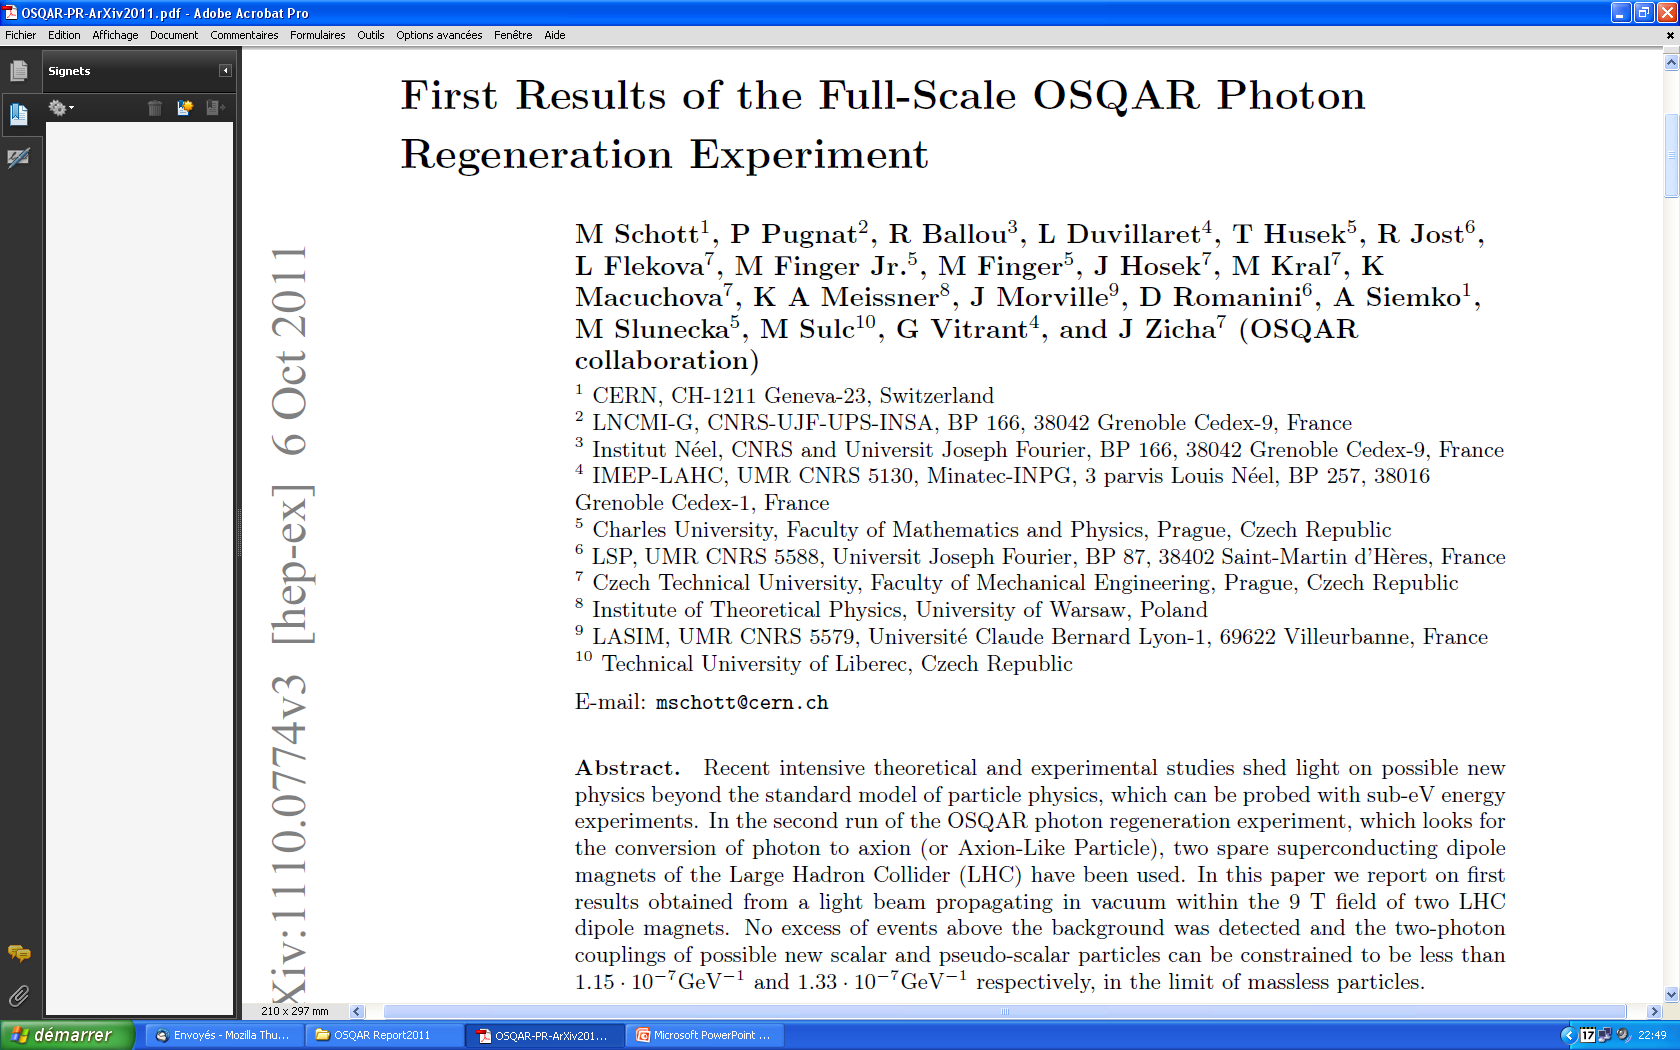 OSQAR-PR-ArXiv2011.pdf - Adobe Acrobat Pro
Fichier Edition Affichage Document Commentaires Formulaires Outils Options avancées Fenêtre Aide
Signets
First Results of the Full-Scale OSQAR Photon
Regeneration Experiment
M Schott1, P Pugnat2, R Ballou3, L Duvillaret4, T Husek5, R Jost6,
L Flekova7, M Finger Jr.5, M Finger5, J Hosek7, M Kral7, K
Macuchova7, K A Meissner8, J Morville9, D Romanini6, A Siemko1,
M Slunecka5, M Sulc10, G Vitrant4, and J Zicha7 (OSQAR
collaboration)
1 CERN, CH-1211 Geneva-23, Switzerland
2 LNCMI-G, CNRS-UJF-UPS-INSA, BP 166, 38042 Grenoble Cedex-9, France
3 Institut Néel, CNRS and Universit Joseph Fourier, BP 166, 38042 Grenoble Cedex-9, France
4 IMEP-LAHC, UMR CNRS 5130, Minatec-INPG, 3 parvis Louis Néel, BP 257, 38016
Grenoble Cedex-1, France
5 Charles University, Faculty of Mathematics and Physics, Prague, Czech Republic
6 LSP, UMR CNRS 5588, Universit Joseph Fourier, BP 87, 38402 Saint-Martin d'Hères, France
7 Czech Technical University, Faculty of Mechanical Engineering, Prague, Czech Republic
8 Institute of Theoretical Physics, University of Warsaw, Poland
9 LASIM, UMR CNRS 5579, Université Claude Bernard Lyon-1, 69622 Villeurbanne, France
10 Technical University of Liberec, Czech Republic
E-mail: mschott@cern.ch
Abstract. Recent intensive theoretical and experimental studies shed light on possible new
physics beyond the standard model of particle physics, which can be probed with sub-eV energy
experiments. In the second run of the OSQAR photon regeneration experiment, which looks for
the conversion of photon to axion (or Axion-Like Particle), two spare superconducting dipole
magnets of the Large Hadron Collider (LHC) have been used. In this paper we report on first
results obtained from a light beam propagating in vacuum within the 9 T field of two LHC
dipole magnets. No excess of events above the background was detected and the two-photon
couplings of possible new scalar and pseudo-scalar particles can be constrained to be less than
1.15 · 10−7GeV−1 and 1.33 · 10−7GeV−1 respectively, in the limit of massless particles.
Xiv:1110.0774v3 [hep-ex] 6 Oct 2011
210 x 297 mm
démarrer Envoyés - Mozilla Thu... OSQAR Report2011 OSQAR-PR-ArXiv201... Microsoft PowerPoint ... 17 22:49